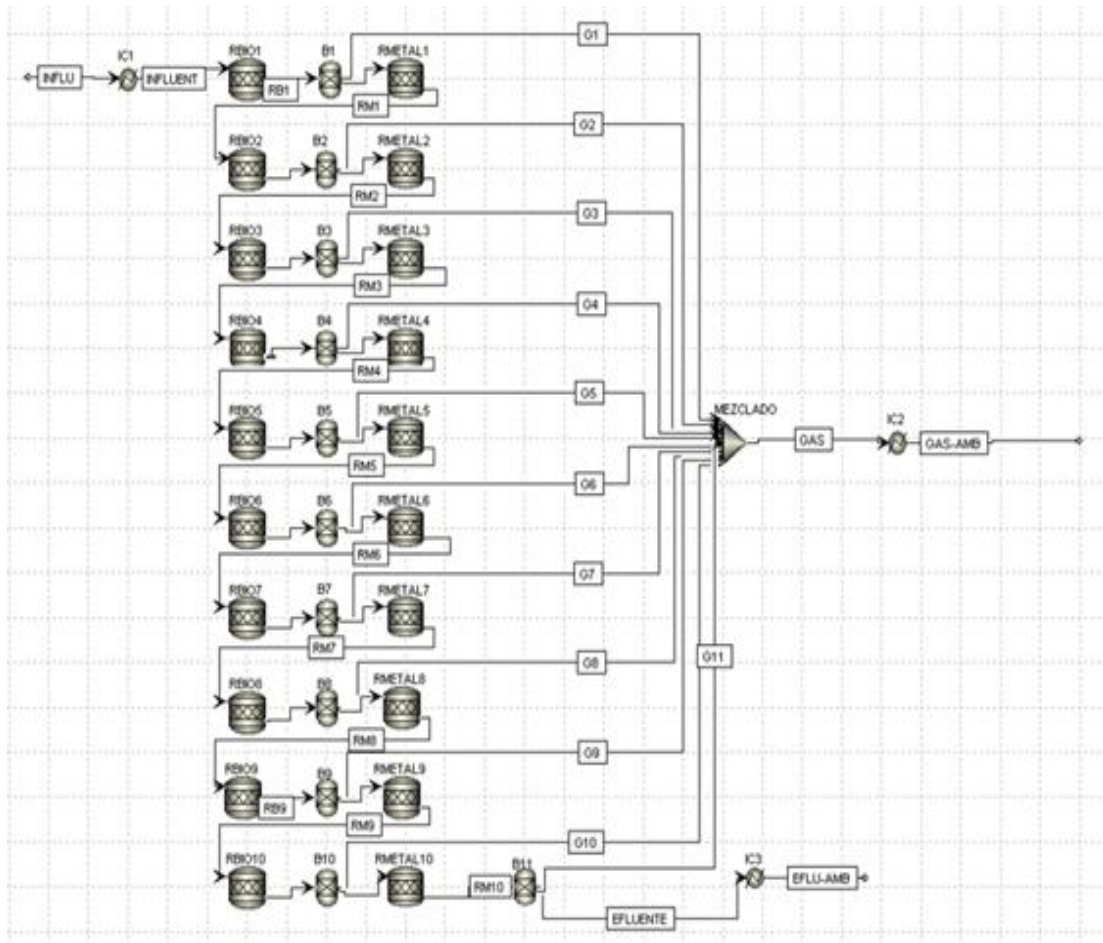 G1
IC1
RBIO1
B1
RMETAL1
INFLU
INFLUENT
RB1
RM1
G2
RBIO2
B2
RMETAL2
RM2
G3
RBIO3
B3
RMETAL3
RM3
G4
RBIO4
B4
RMETAL4
RM4
G5
RBIO5
B5
RMETAL5
MEZCLADO
IC2
GAS
GAS-AMB
RM5
G6
RBIO6
B6
RMETAL6
RM6
G7
RBIO7
B7
RMETAL7
RM7
G11
G8
RBIO8
B8
RMETAL8
RM8
G9
RBIO9
B9
RMETAL9
RB9
RM9
G10
RBIO10
B10
RMETAL10
B11
IC3
RM10
EFLU-AMB
EFLUENTE